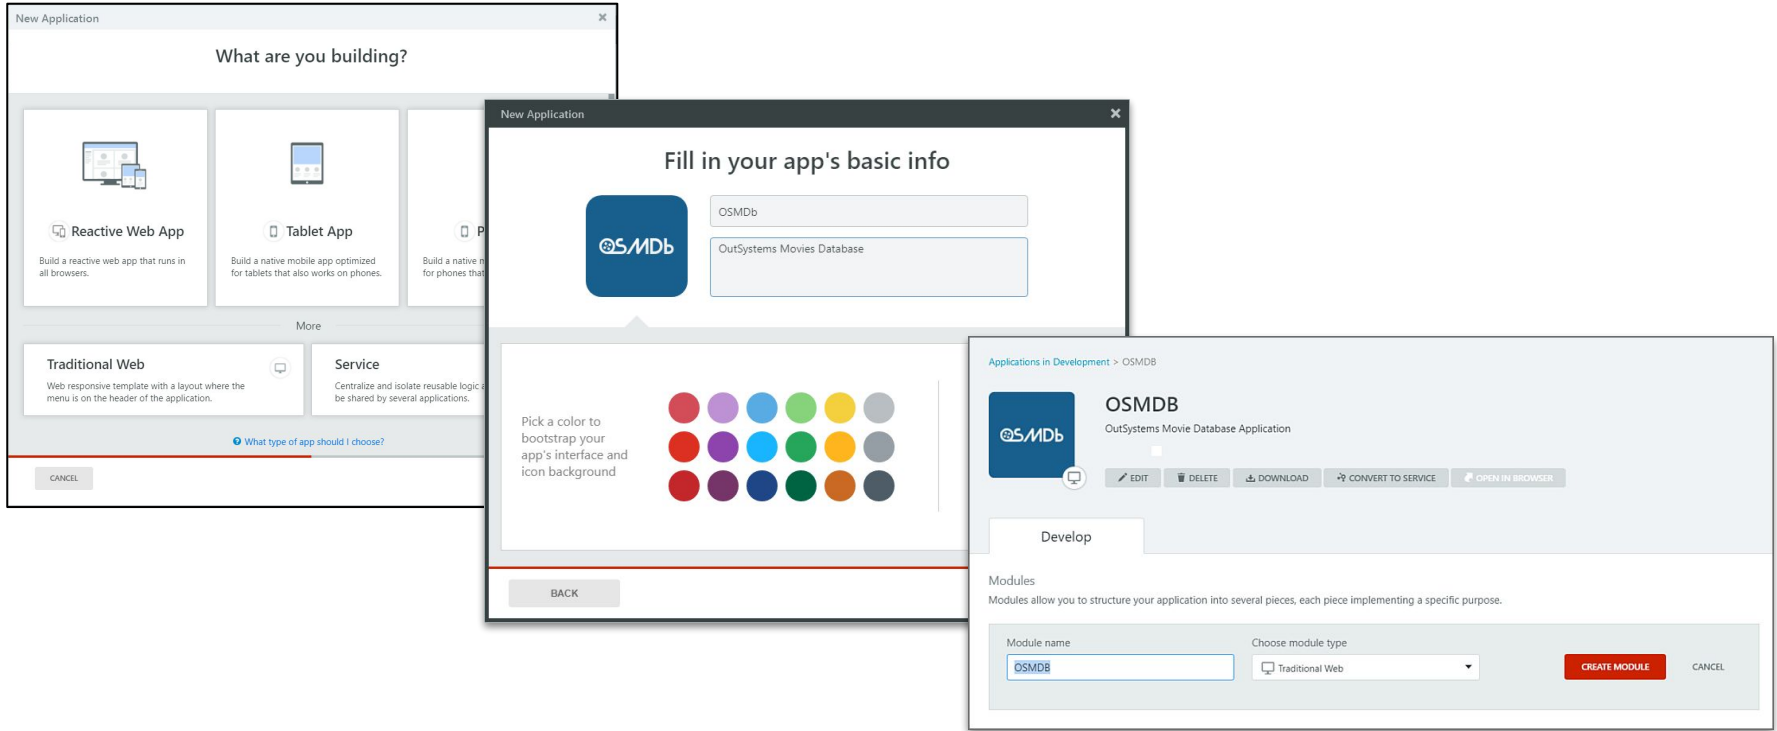 New Application
What are you building?
Reactive Web App
Build a reactive web app that runs in
all browsers.
Tablet App
Build a native mobile app optimized
for tablets that also works on phones.
P
Build a native m
for phones that
More
Traditional Web
Web responsive template with a layout where the
menu is on the header of the application.
Service
Centralize and isolate reusable logic a
be shared by several applications.
What type of app should I choose?
CANCEL
New Application
Fill in your app's basic info
OSMDb
OSMDb
OutSystems Movies Database
Pick a color to
bootstrap your
app's interface and
icon background
BACK
Applications in Development > OSMDB
OSMDb
OSMDB
OutSystems Movie Database Application
EDIT
DELETE
DOWNLOAD
CONVERT TO SERVICE
OPEN IN BROWSER
Develop
Modules
Modules allow you to structure your application into several pieces, each piece implementing a specific purpose.
Module name
OSMDB
Choose module type
Traditional Web
CREATE MODULE
CANCEL